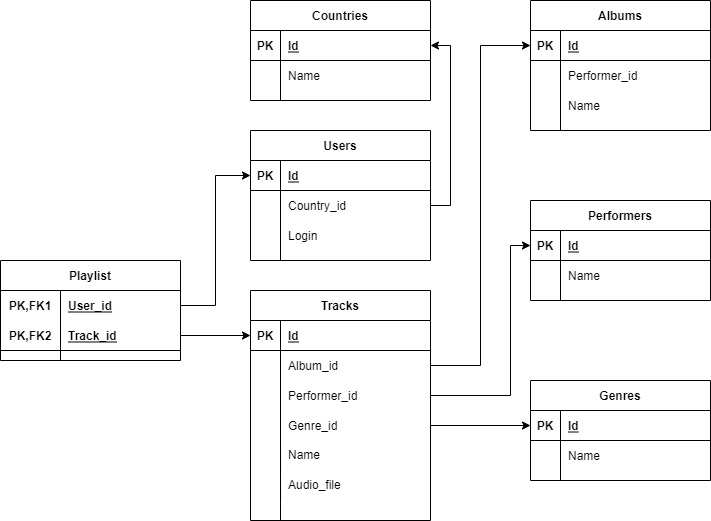 Countries
PK Id
Name
Albums
PK Id
Performer_id
Name
Users
PK Id
Country_id
Login
Performers
PK Id
Name
Playlist
PK,FK1 User_id
PK,FK2 Track_id
Tracks
PK Id
Album_id
Performer_id
Genre_id
Name
Audio_file
Genres
PK Id
Name